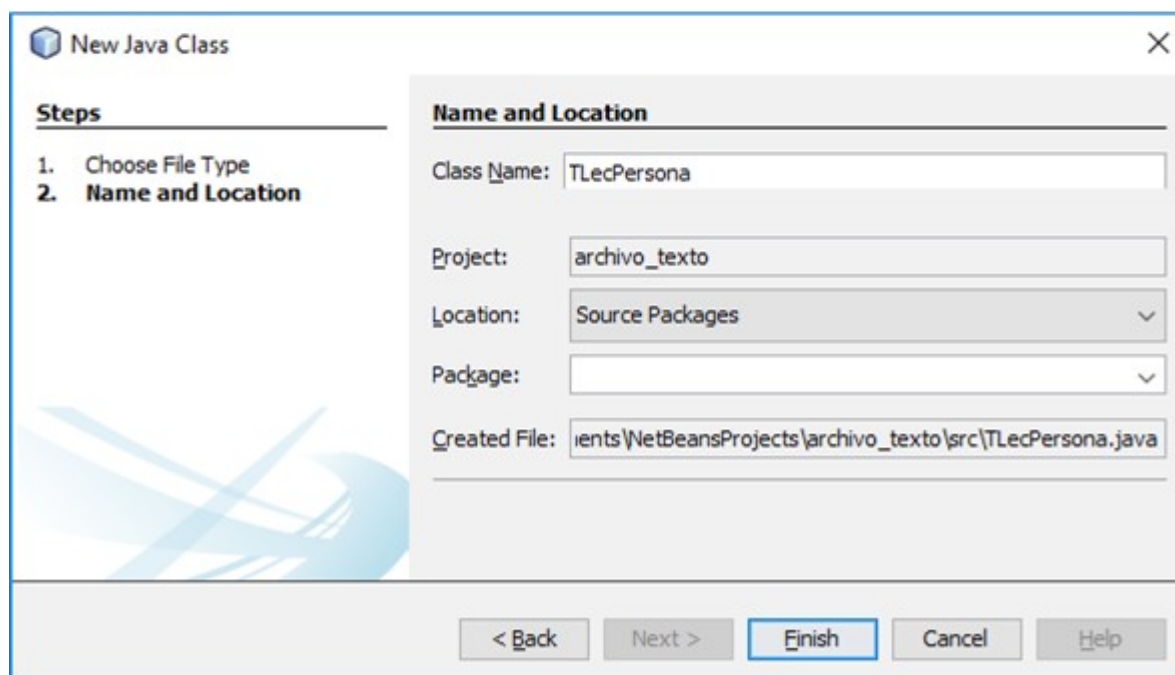 New Java Class
Steps
1. Choose File Type
2. Name and Location
Name and Location
Class Name: TLecPersona
Project: archivo_texto
Location: Source Packages
Package:
Created File: ents\NetBeansProjects\archivo_texto\src\TLecPersona.java
< Back Next > Finish Cancel Help